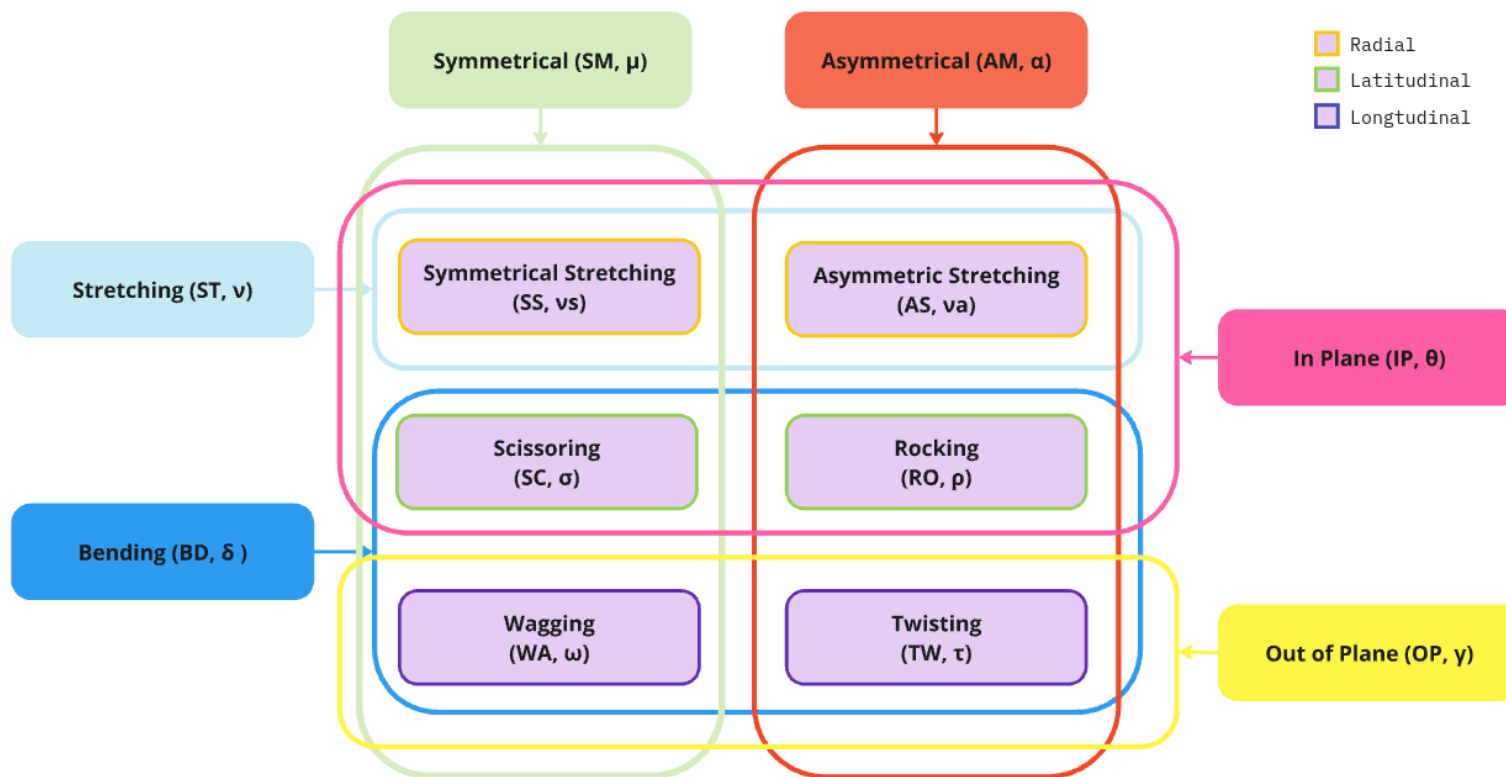 Symmetrical (SM, μ)
Asymmetrical (AM, α)
Radial
Latitudinal
Longtudinal
Stretching (ST, ν)
Symmetrical Stretching
(SS, νs)
Asymmetric Stretching
(AS, νa)
In Plane (IP, θ)
Scissoring
(SC, σ)
Rocking
(RO, ρ)
Bending (BD, δ )
Wagging
(WA, ω)
Twisting
(TW, τ)
Out of Plane (OP, γ)